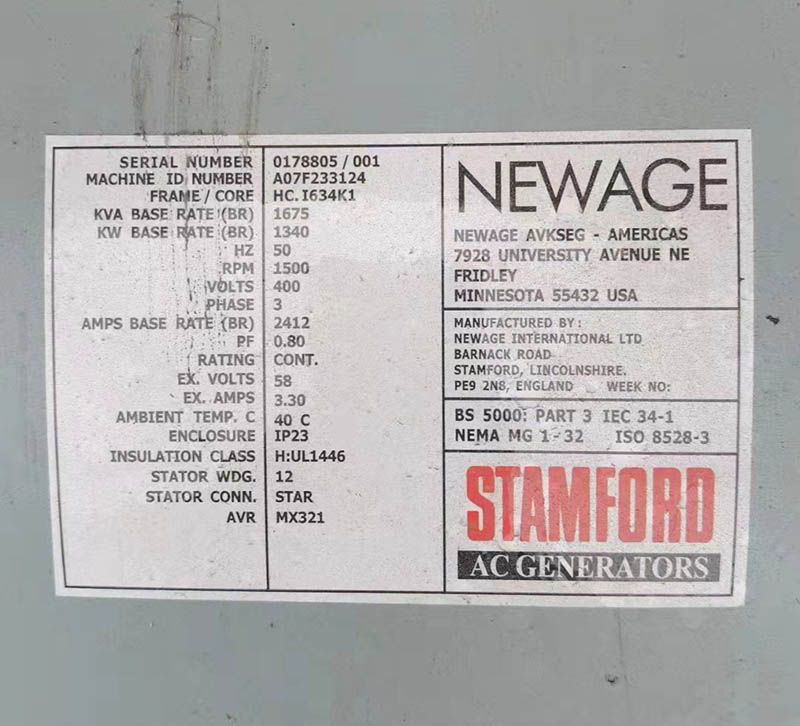 SERIAL NUMBER 0178805 / 001
MACHINE ID NUMBER A07F233124
FRAME / CORE HC. I634K1
KVA BASE RATE (BR) 1675
KW BASE RATE (BR) 1340
HZ 50
RPM 1500
VOLTS 400
PHASE 3
AMPS BASE RATE (BR) 2412
PF 0.80
RATING CONT.
EX. VOLTS 58
EX. AMPS 3.30
AMBIENT TEMP. C 40 C
ENCLOSURE IP23
INSULATION CLASS H:UL1446
STATOR WDG. 12
STATOR CONN. STAR
AVR MX321
NEWAGE
NEWAGE AVKSEG - AMERICAS
7928 UNIVERSITY AVENUE NE
FRIDLEY
MINNESOTA 55432 USA
MANUFACTURED BY :
NEWAGE INTERNATIONAL LTD
BARNACK ROAD
STAMFORD, LINCOLNSHIRE.
PE9 2N8, ENGLAND WEEK NO:
BS 5000: PART 3 IEC 34-1
NEMA MG 1-32 ISO 8528-3
STAMFORD
AC GENERATORS